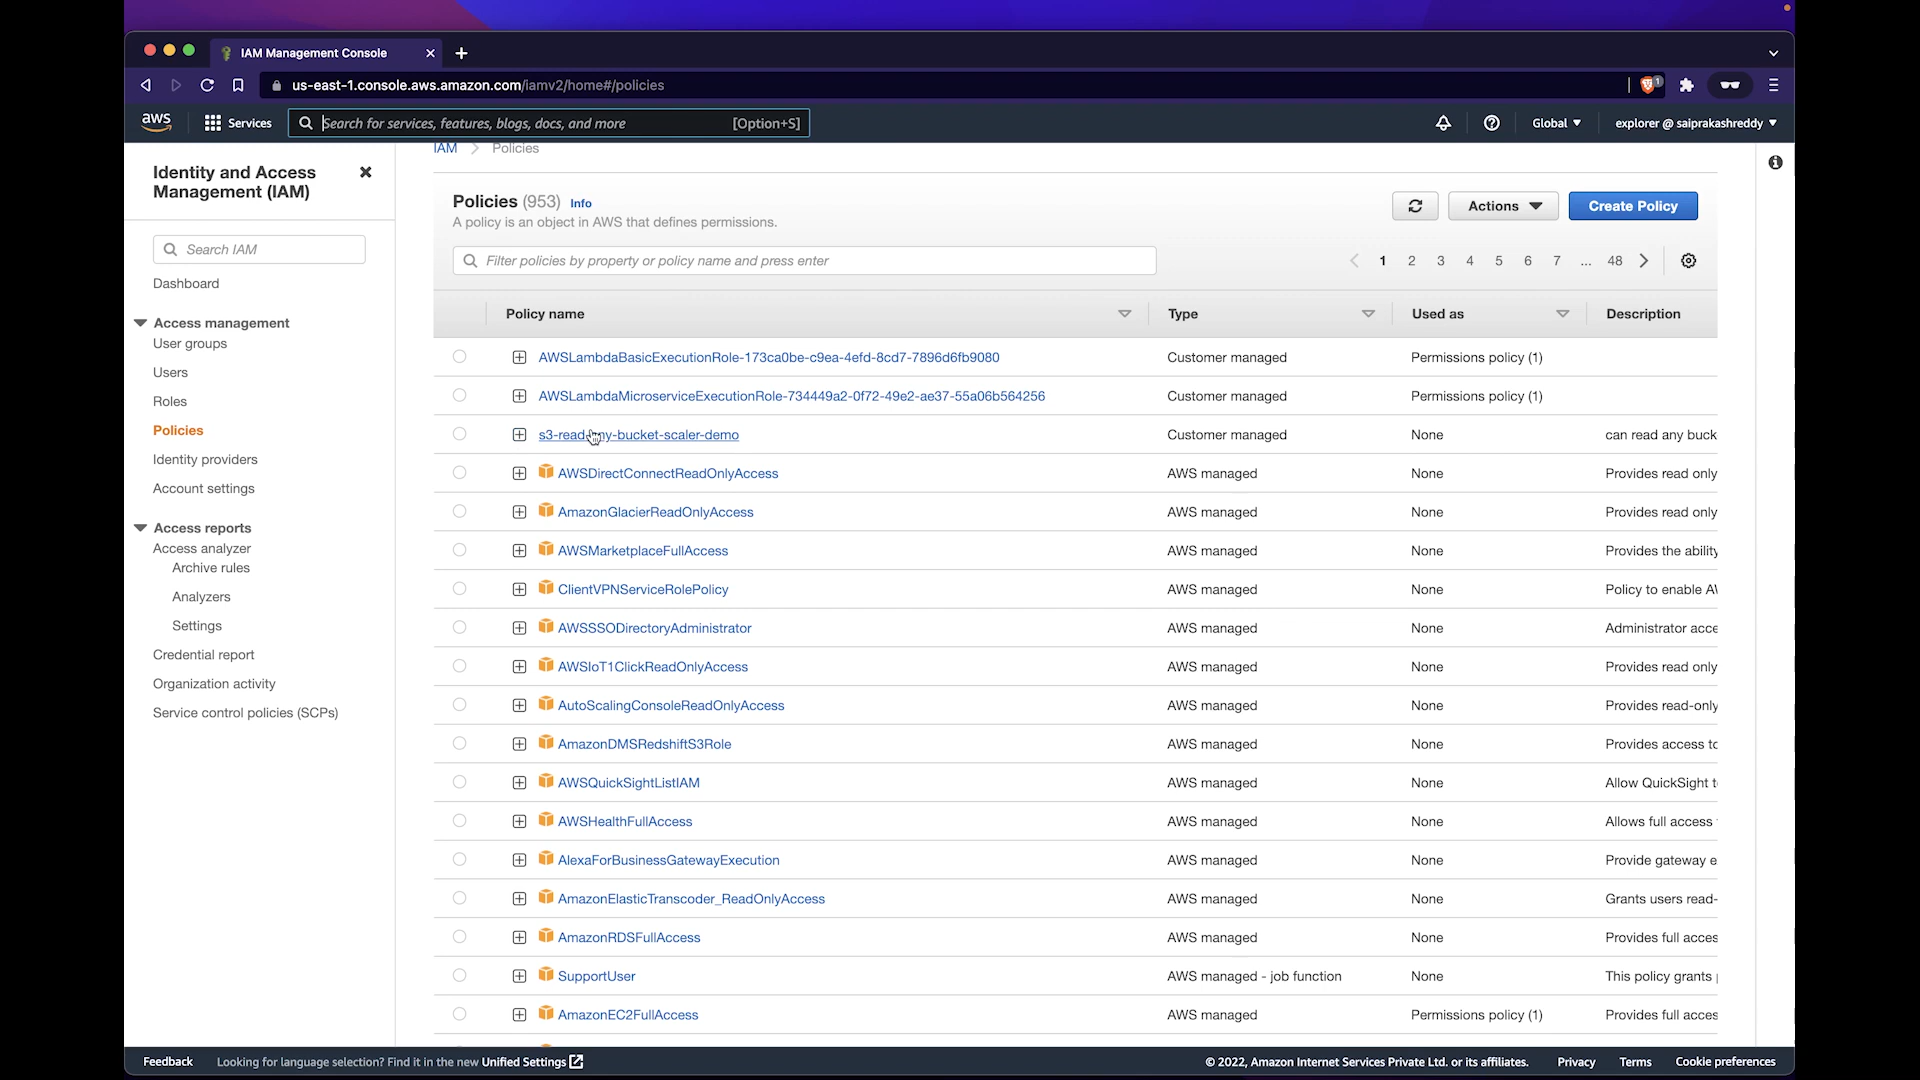 IAM Management Console
us-east-1.console.aws.amazon.com/iamv2/home#/policies
1
aws
Services
Search for services, features, blogs, docs, and more
[Option+S]
Global
explorer @ saiprakashreddy
Identity and Access
Management (IAM)
Search IAM
Dashboard
Access management
User groups
Users
Roles
Policies
Identity providers
Account settings
Access reports
Access analyzer
Archive rules
Analyzers
Settings
Credential report
Organization activity
Service control policies (SCPs)
IAM > Policies
Policies (953) Info
A policy is an object in AWS that defines permissions.
Actions
Create Policy
Filter policies by property or policy name and press enter
1 2 3 4 5 6 7 ... 48
Policy name Type Used as Description
AWSLambdaBasicExecutionRole-173ca0be-c9ea-4efd-8cd7-7896d6fb9080 Customer managed Permissions policy (1)
AWSLambdaMicroserviceExecutionRole-734449a2-0f72-49e2-ae37-55a06b564256 Customer managed Permissions policy (1)
s3-read-any-bucket-scaler-demo Customer managed None can read any buck
AWSDirectConnectReadOnlyAccess AWS managed None Provides read only
AmazonGlacierReadOnlyAccess AWS managed None Provides read only
AWSMarketplaceFullAccess AWS managed None Provides the ability
ClientVPNServiceRolePolicy AWS managed None Policy to enable AW
AWSSSODirectoryAdministrator AWS managed None Administrator acce
AWSIoT1ClickReadOnlyAccess AWS managed None Provides read only
AutoScalingConsoleReadOnlyAccess AWS managed None Provides read-only
AmazonDMSRedshiftS3Role AWS managed None Provides access to
AWSQuickSightListIAM AWS managed None Allow QuickSight t
AWSHealthFullAccess AWS managed None Allows full access
AlexaForBusinessGatewayExecution AWS managed None Provide gateway e
AmazonElasticTranscoder_ReadOnlyAccess AWS managed None Grants users read-
AmazonRDSFullAccess AWS managed None Provides full acces
SupportUser AWS managed - job function None This policy grants
AmazonEC2FullAccess AWS managed Permissions policy (1) Provides full acces
Feedback
Looking for language selection? Find it in the new Unified Settings
© 2022, Amazon Internet Services Private Ltd. or its affiliates.
Privacy
Terms
Cookie preferences